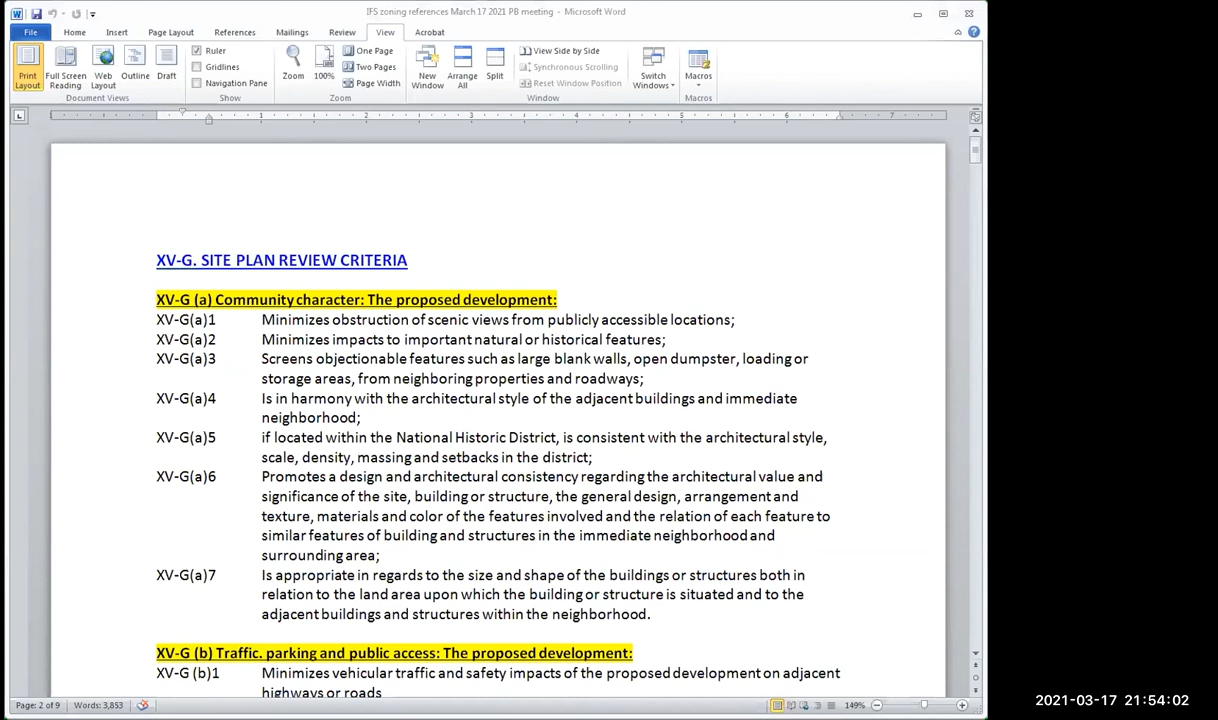 IFS zoning references March 17 2021 PB meeting - Microsoft Word
File Home Insert Page Layout References Mailings Review View Acrobat
Print Layout
Full Screen Reading
Web Layout
Outline
Draft
Document Views
Ruler
Gridlines
Navigation Pane
Show
Zoom
100%
One Page
Two Pages
Page Width
Zoom
New Window
Arrange All
Split
View Side by Side
Synchronous Scrolling
Reset Window Position
Window
Switch Windows
Macros
Macros
1 2 3 4 5 6 7
XV-G. SITE PLAN REVIEW CRITERIA
XV-G (a) Community character: The proposed development:
XV-G(a)1 Minimizes obstruction of scenic views from publicly accessible locations;
XV-G(a)2 Minimizes impacts to important natural or historical features;
XV-G(a)3 Screens objectionable features such as large blank walls, open dumpster, loading or
storage areas, from neighboring properties and roadways;
XV-G(a)4 Is in harmony with the architectural style of the adjacent buildings and immediate
neighborhood;
XV-G(a)5 if located within the National Historic District, is consistent with the architectural style,
scale, density, massing and setbacks in the district;
XV-G(a)6 Promotes a design and architectural consistency regarding the architectural value and
significance of the site, building or structure, the general design, arrangement and
texture, materials and color of the features involved and the relation of each feature to
similar features of building and structures in the immediate neighborhood and
surrounding area;
XV-G(a)7 Is appropriate in regards to the size and shape of the buildings or structures both in
relation to the land area upon which the building or structure is situated and to the
adjacent buildings and structures within the neighborhood.
XV-G (b) Traffic. parking and public access: The proposed development:
XV-G (b)1 Minimizes vehicular traffic and safety impacts of the proposed development on adjacent
highways or roads
Page: 2 of 9 Words: 3,853 149%
2021-03-17 21:54:02